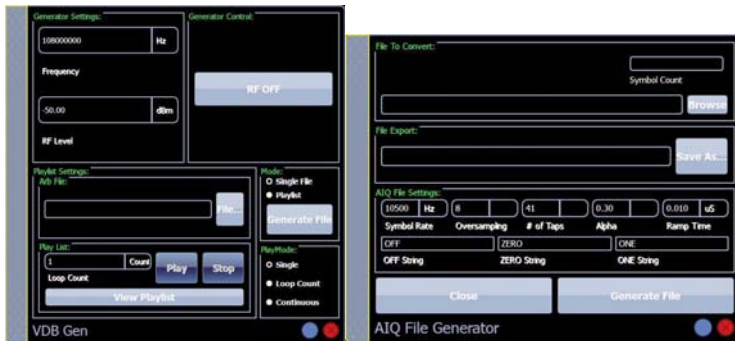 Generator Settings:
Generator Control:
108000000 Hz
Frequency
RF OFF
-50.00 dBm
RF Level
Playlist Settings:
Arb File:
File...
Mode:
Single File
Playlist
Generate File
Play List:
1 Count
Loop Count
Play
Stop
View Playlist
PlayMode:
Single
Loop Count
Continuous
VDB Gen
File To Convert:
Symbol Count
Browse
File Export:
Save As...
AIQ File Settings:
10500 Hz 8 41 0.30 0.010 uS
Symbol Rate Oversampling # of Taps Alpha Ramp Time
OFF ZERO ONE
OFF String ZERO String ONE String
Close
Generate File
AIQ File Generator